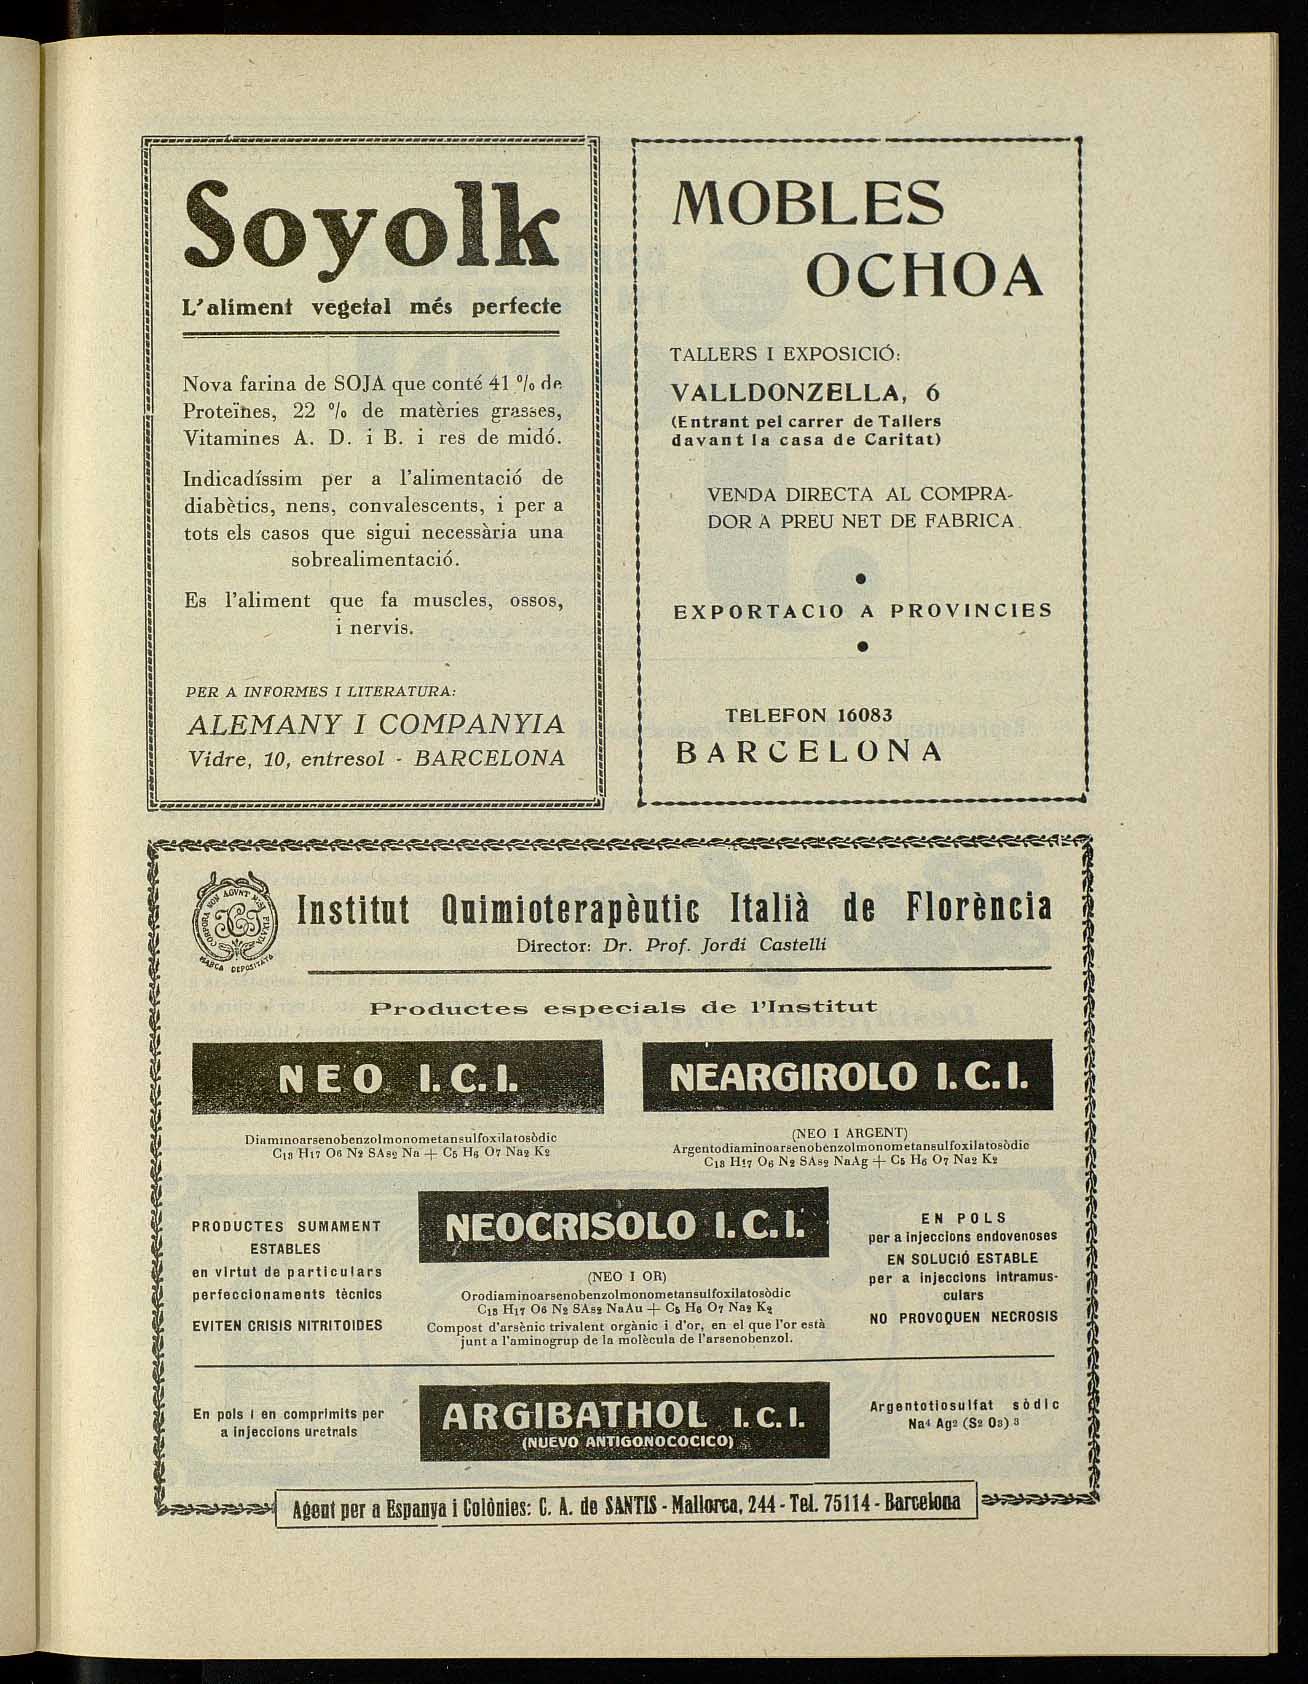 Soyolk
L'aliment vegetal més perfecte
Nova farina de SOJA que conté 41 % de
Proteïnes, 22 % de matèries grasses,
Vitamines A. D. i B. i res de midó.
Indicadíssim per a l'alimentació de
diabètics, nens, convalescents, i per a
tots els casos que sigui necessària una
sobrealimentació.
Es l'aliment que fa muscles, ossos,
i nervis.
PER A INFORMES I LITERATURA:
ALEMANY I COMPANYIA
Vidre, 10, entresol - BARCELONA
MOBLES
OCHOA
TALLERS I EXPOSICIÓ:
VALLDONZELLA, 6
(Entrant pel carrer de Tallers
davant la casa de Caritat)
VENDA DIRECTA AL COMPRA-
DOR A PREU NET DE FABRICA.
EXPORTACIO A PROVINCIES
TELEFON 16083
BARCELONA
CORPORA NON AGUNT NISI FIXATA
MARCA DEPOSITATA
Institut Quimioterapèutic Italià de Florència
Director: Dr. Prof. Jordi Castelli
Productes especials de l'Institut
NEO I.C.I.
Diaminoarsenobenzolmonometansulfoxilatosòdic
C₁₃ H₁₇ O₆ N₂ SAs₂ Na + C₅ H₆ O₇ Na₂ K₂
NEARGIROLO I.C.I.
(NEO I ARGENT)
Argentodiaminoarsenobenzolmonometansulfoxilatosòdic
C₁₃ H₁₇ O₆ N₂ SAs₂ NaAg + C₅ H₆ O₇ Na₂ K₂
PRODUCTES SUMAMENT
ESTABLES
en virtut de particulars
perfeccionaments tècnics
EVITEN CRISIS NITRITOIDES
NEOCRISOLO I.C.I.
(NEO I OR)
Orodiaminoarsenobenzolmonometansulfoxilatosòdic
C₁₃ H₁₇ O₆ N₂ SAs₂ NaAu + C₅ H₆ O₇ Na₂ K₂
Compost d'arsènic trivalent orgànic i d'or, en el que l'or està
junt a l'aminogrup de la molècula de l'arsenobenzol.
EN POLS
per a injeccions endovenoses
EN SOLUCIÓ ESTABLE
per a injeccions intramus-
culars
NO PROVOQUEN NECROSIS
En pols i en comprimits per
a injeccions uretrals
ARGIBATHOL I.C.I.
(NUEVO ANTIGONOCOCICO)
Argentotiosulfat sòdic
Na⁴ Ag² (S² O₃) ³
Agent per a Espanya i Colònies: C. A. de SANTIS - Mallorca, 244 - Tel. 75114 - Barcelona